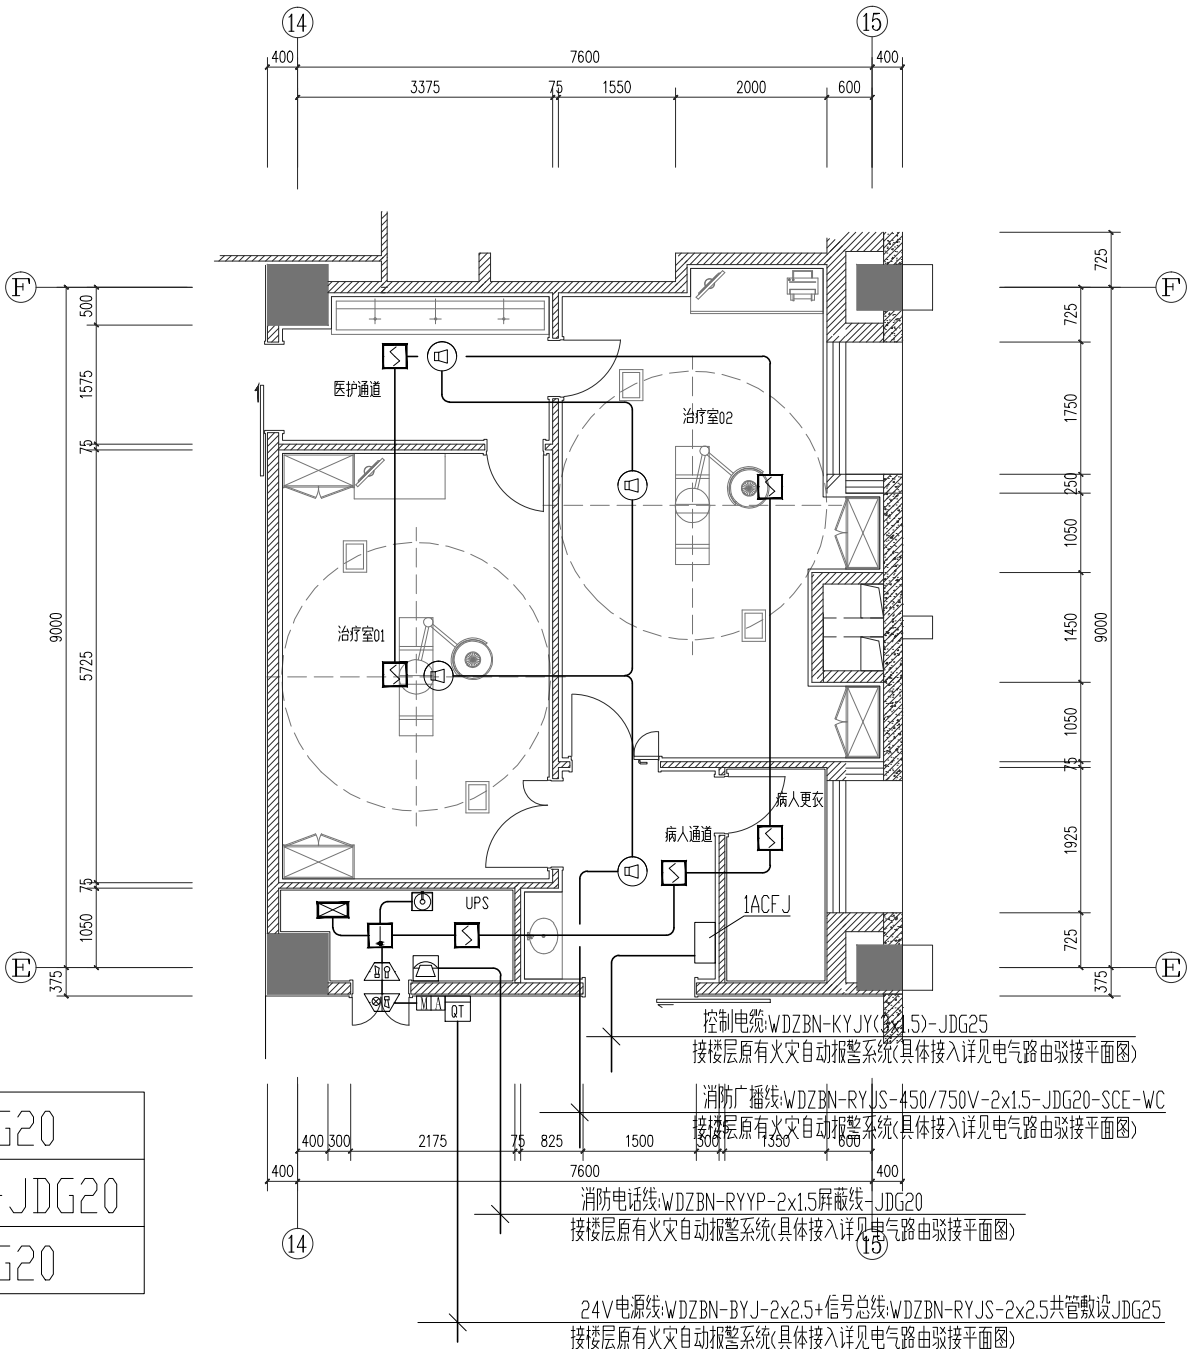 14
15
400
7600
400
3375
75
1550
2000
600
F
F
725
500
725
1575
医护通道
治疗室02
1750
75
250
1050
9000
5725
治疗室01
1450
9000
1050
75
病人更衣
病人通道
1925
75
UPS
1ACFJ
1050
725
E
E
375
375
M
I/A
QT
控制电缆:WDZBN-KYJY(3x1.5)-JDG25
接楼层原有火灾自动报警系统(具体接入详见电气路由驳接平面图)
消防广播线:WDZBN-RYJS-450/750V-2x1.5-JDG20-SCE-WC
接楼层原有火灾自动报警系统(具体接入详见电气路由驳接平面图)
G20
-JDG20
G20
400
300
2175
75
825
1500
300
1350
600
400
7600
400
消防电话线:WDZBN-RYYP-2x1.5屏蔽线-JDG20
接楼层原有火灾自动报警系统(具体接入详见电气路由驳接平面图)
14
15
24V电源线:WDZBN-BYJ-2x2.5+信号总线:WDZBN-RYJS-2x2.5共管敷设JDG25
接楼层原有火灾自动报警系统(具体接入详见电气路由驳接平面图)